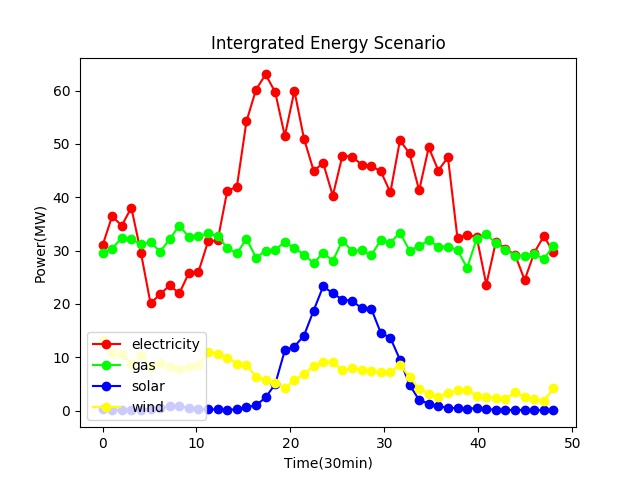 Intergrated Energy Scenario
Power(MW)
60
50
40
30
20
10
0
electricity
gas
solar
wind
0 10 20 30 40 50
Time(30min)